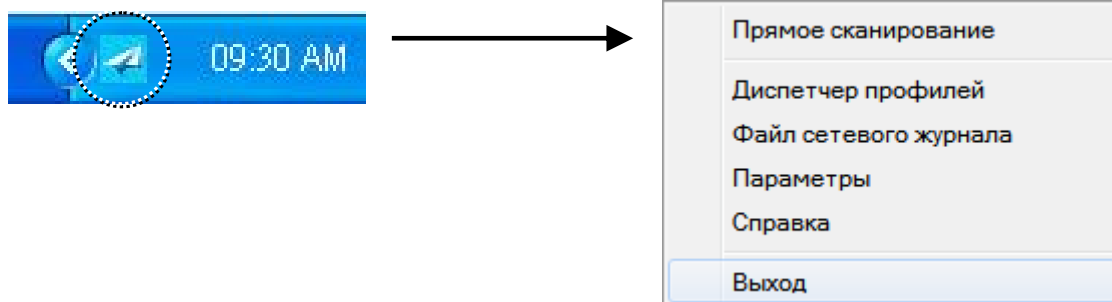 09:30 AM
Прямое сканирование
Диспетчер профилей
Файл сетевого журнала
Параметры
Справка
Выход